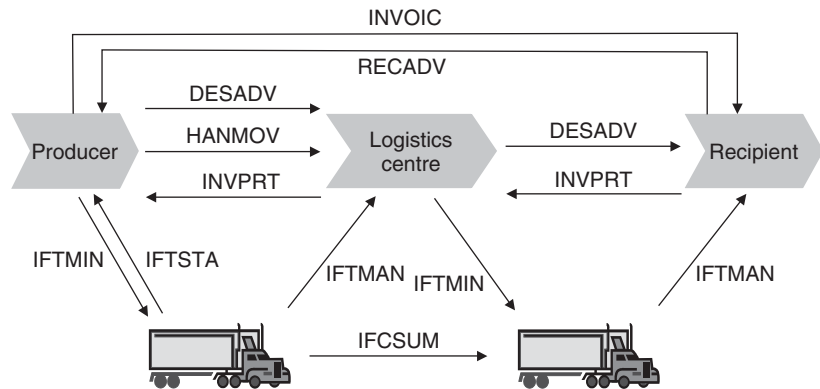 INVOIC
RECADV
DESADV
HANMOV
INVPRT
Producer
Logistics
centre
DESADV
INVPRT
Recipient
IFTMIN
IFTSTA
IFTMAN
IFTMIN
IFTMAN
IFCSUM